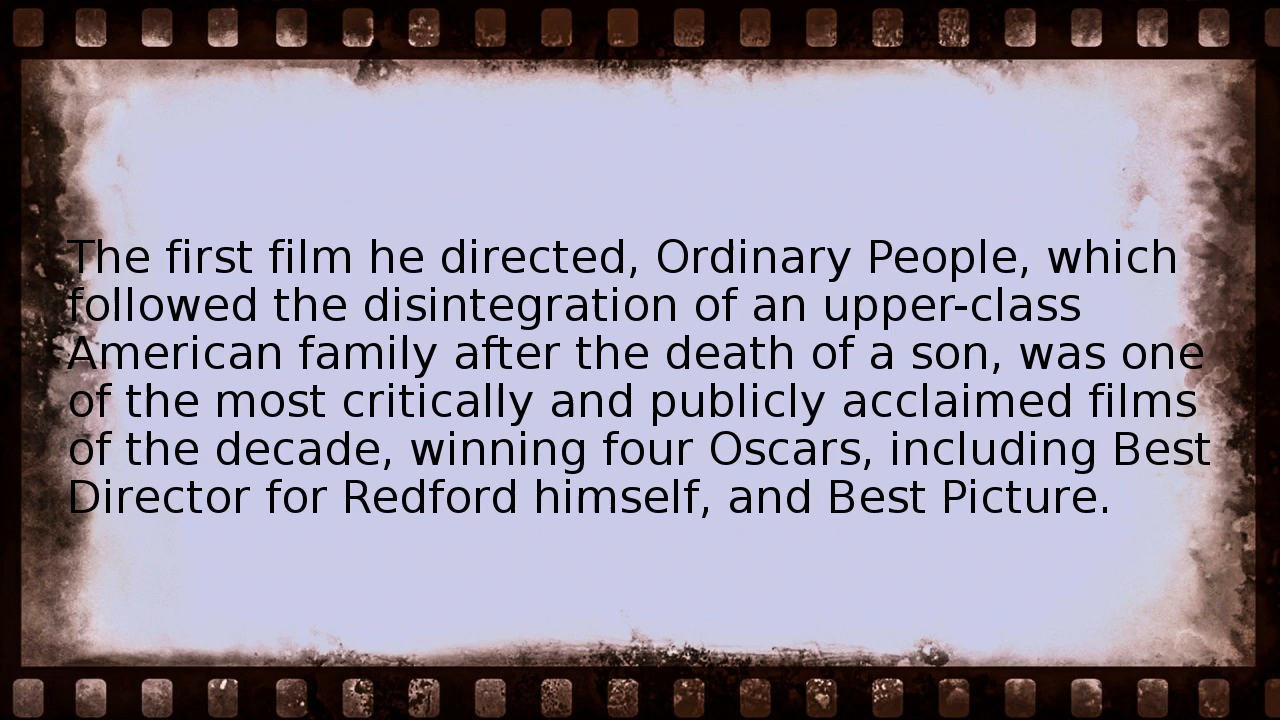 The first film he directed, Ordinary People, which
followed the disintegration of an upper-class
American family after the death of a son, was one
of the most critically and publicly acclaimed films
of the decade, winning four Oscars, including Best
Director for Redford himself, and Best Picture.